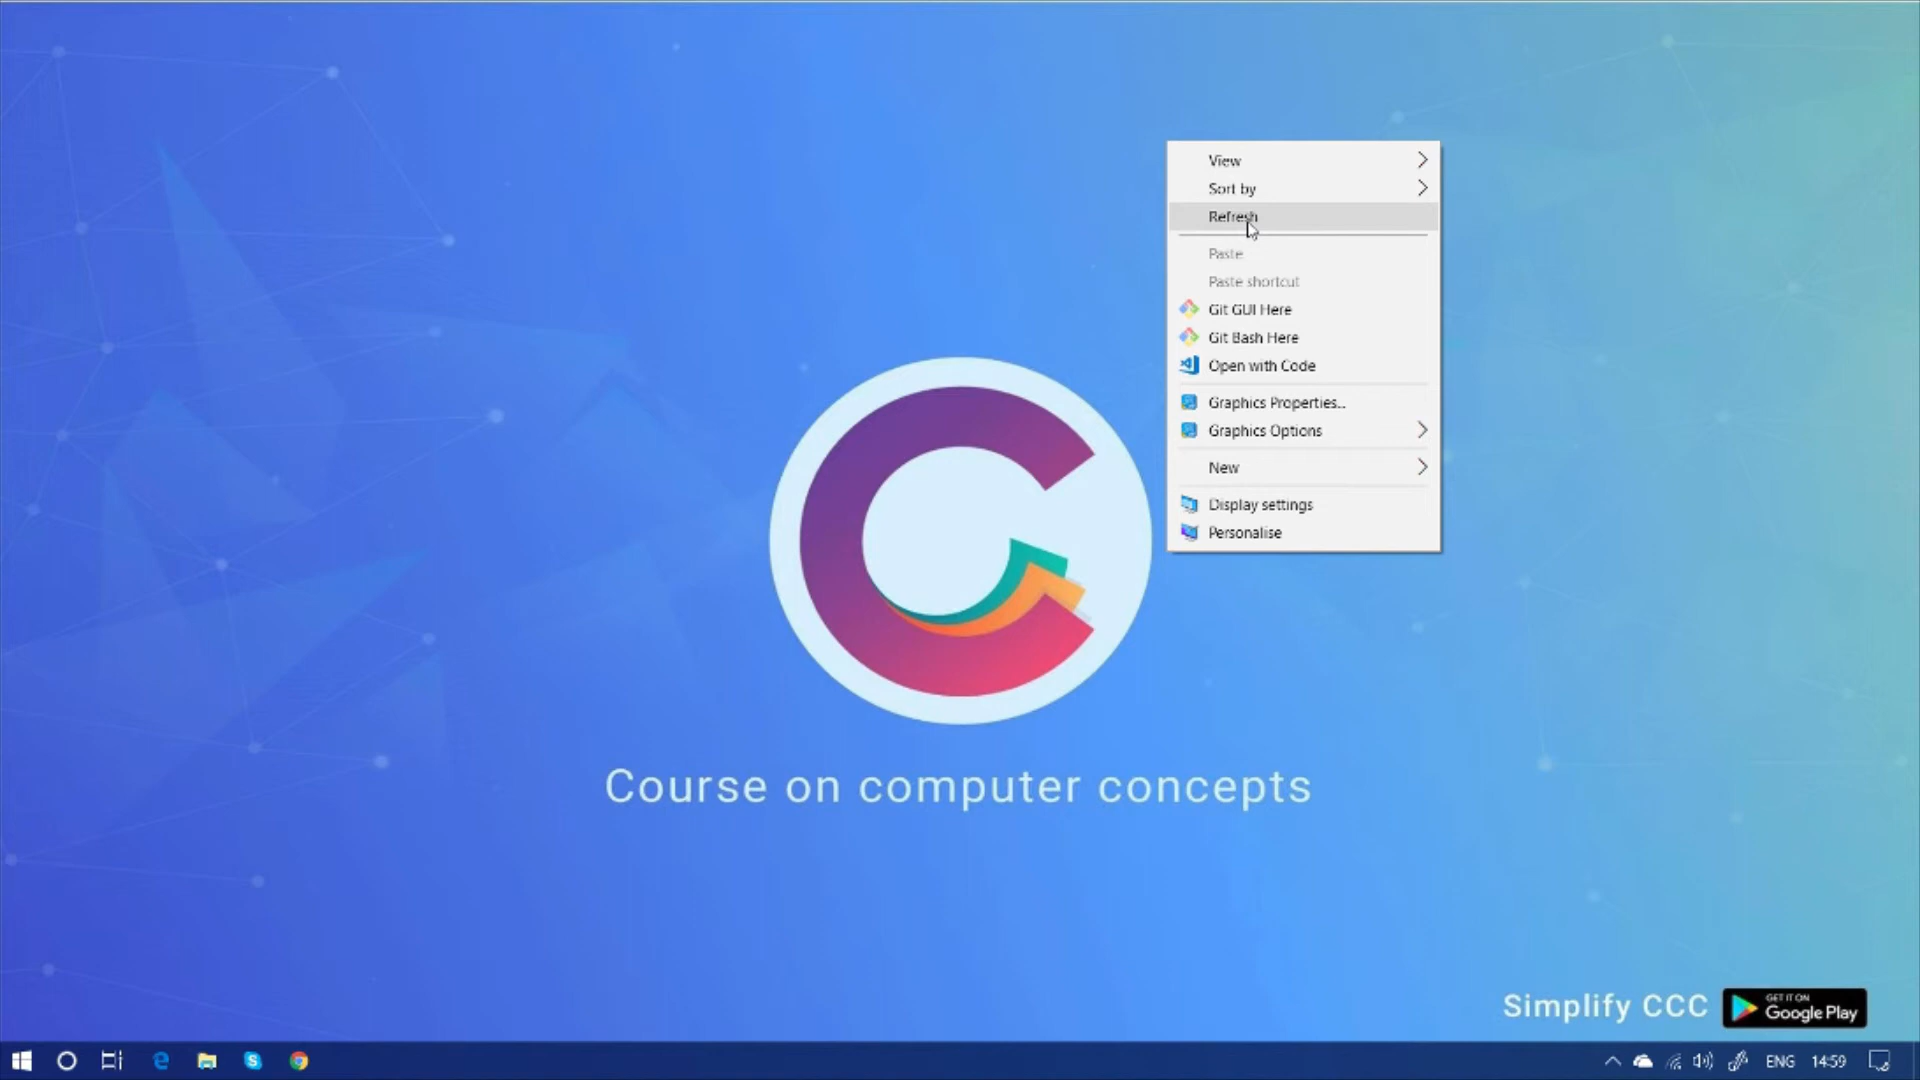 View
Sort by
Refresh
Paste
Paste shortcut
Git GUI Here
Git Bash Here
Open with Code
Graphics Properties...
Graphics Options
New
Display settings
Personalise
Course on computer concepts
Simplify CCC
GET IT ON
Google Play
ENG
14:59